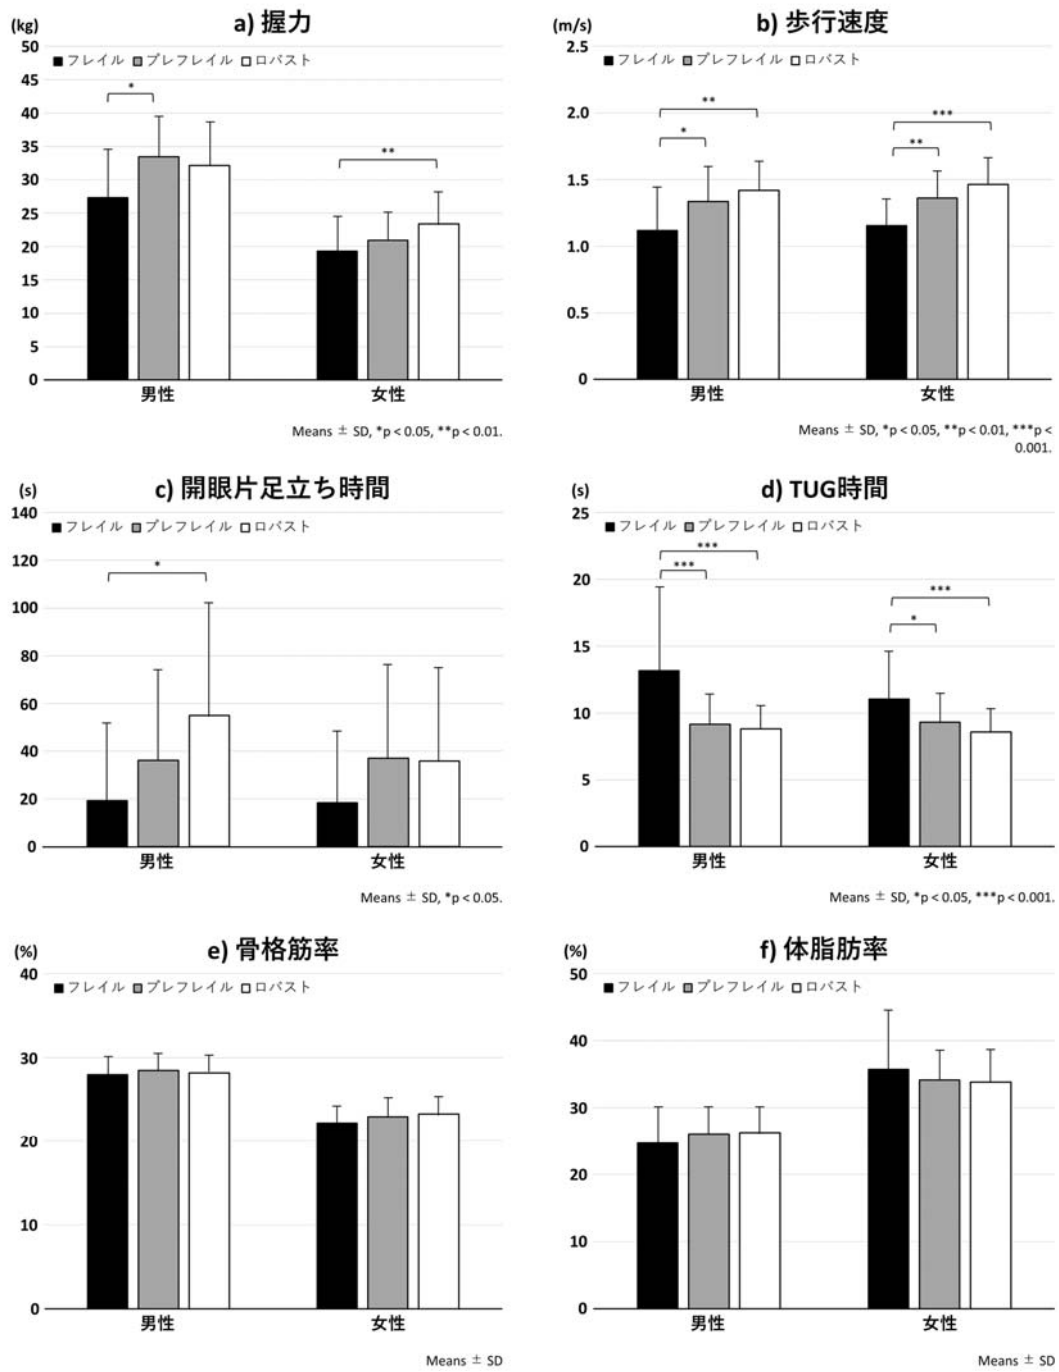 a) 握力
(kg)
■フレイル ■プレフレイル □ロバスト
50
45
40
35
30
25
20
15
10
5
0
*
**
男性
女性
Means ± SD, *p < 0.05, **p < 0.01.
b) 歩行速度
(m/s)
■フレイル ■プレフレイル □ロバスト
2.5
2.0
1.5
1.0
0.5
0
**
*
***
**
男性
女性
Means ± SD, *p < 0.05, **p < 0.01, ***p <
0.001.
c) 開眼片足立ち時間
(s)
■フレイル ■プレフレイル □ロバスト
140
120
100
80
60
40
20
0
*
男性
女性
Means ± SD, *p < 0.05.
d) TUG時間
(s)
■フレイル ■プレフレイル □ロバスト
25
20
15
10
5
0
***
***
***
*
男性
女性
Means ± SD, *p < 0.05, ***p < 0.001.
e) 骨格筋率
(%)
■フレイル ■プレフレイル □ロバスト
40
30
20
10
0
男性
女性
Means ± SD
f) 体脂肪率
(%)
■フレイル ■プレフレイル □ロバスト
50
40
30
20
10
0
男性
女性
Means ± SD